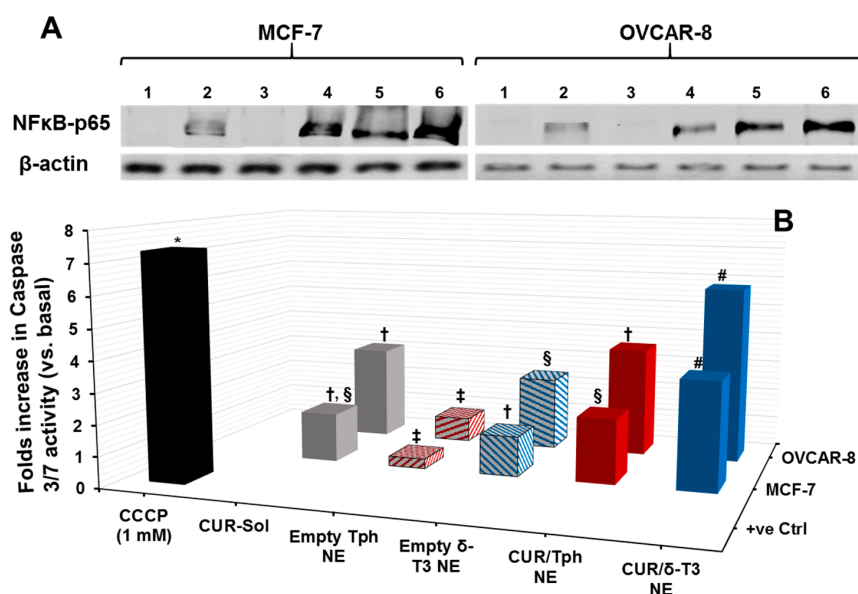 A
MCF-7
OVCAR-8
1 2 3 4 5 6 1 2 3 4 5 6
NFκB-p65
β-actin
B
Folds increase in Caspase
3/7 activity (vs. basal)
8
7
6
5
4
3
2
1
0
*
†, §
†
‡
‡
†
§
§
†
#
#
CCCP
(1 mM)
CUR-Sol
Empty Tph
NE
Empty δ-
T3 NE
CUR/Tph
NE
CUR/δ-T3
NE
OVCAR-8
MCF-7
+ve Ctrl